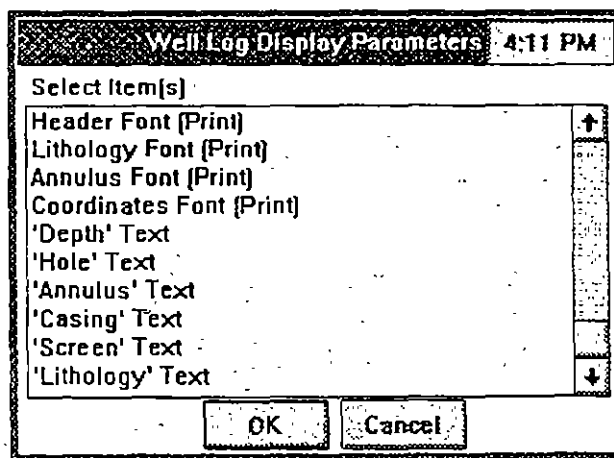 Well Log Display Parameters 4:11 PM
Select Item(s)
Header Font (Print)
Lithology Font (Print)
Annulus Font (Print)
Coordinates Font (Print)
'Depth' Text
'Hole' Text
'Annulus' Text
'Casing' Text
'Screen' Text
'Lithology' Text
OK Cancel